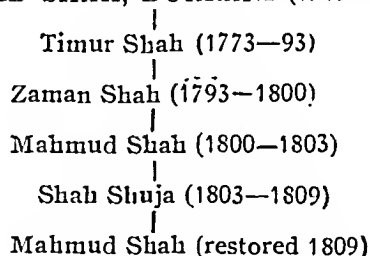 Timur Shah (1773—93)
Zaman Shah (1793—1800)
Mahmud Shah (1800—1803)
Shah Shuja (1803—1809)
Mahmud Shah (restored 1809)